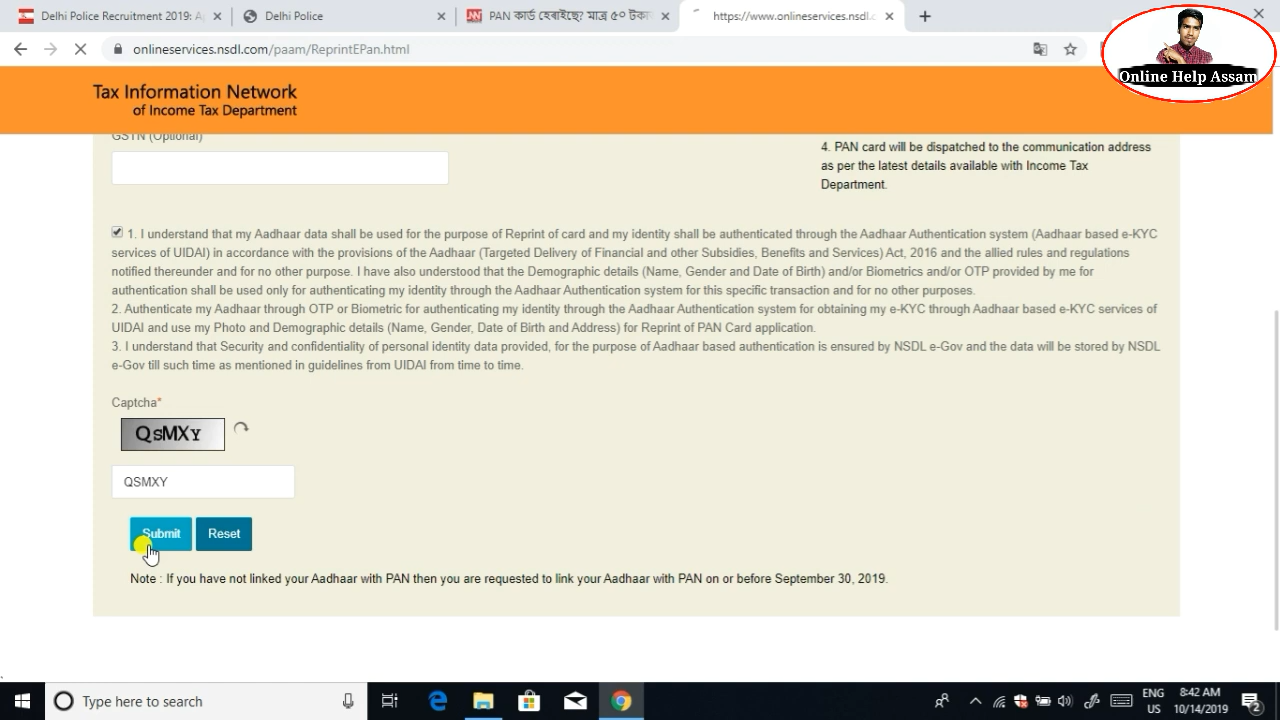 Delhi Police Recruitment 2019: A
Delhi Police
PAN কাৰ্ড হেৰাইছে? মাত্ৰ ৫০ টকা
https://www.onlineservices.nsdl.c
onlineservices.nsdl.com/paam/ReprintEPan.html
Online Help Assam
Tax Information Network
of Income Tax Department
GSTN (Optional)
4. PAN card will be dispatched to the communication address
as per the latest details available with Income Tax
Department.
1. I understand that my Aadhaar data shall be used for the purpose of Reprint of card and my identity shall be authenticated through the Aadhaar Authentication system (Aadhaar based e-KYC
services of UIDAI) in accordance with the provisions of the Aadhaar (Targeted Delivery of Financial and other Subsidies, Benefits and Services) Act, 2016 and the allied rules and regulations
notified thereunder and for no other purpose. I have also understood that the Demographic details (Name, Gender and Date of Birth) and/or Biometrics and/or OTP provided by me for
authentication shall be used only for authenticating my identity through the Aadhaar Authentication system for this specific transaction and for no other purposes.
2. Authenticate my Aadhaar through OTP or Biometric for authenticating my identity through the Aadhaar Authentication system for obtaining my e-KYC through Aadhaar based e-KYC services of
UIDAI and use my Photo and Demographic details (Name, Gender, Date of Birth and Address) for Reprint of PAN Card application.
3. I understand that Security and confidentiality of personal identity data provided, for the purpose of Aadhaar based authentication is ensured by NSDL e-Gov and the data will be stored by NSDL
e-Gov till such time as mentioned in guidelines from UIDAI from time to time.
Captcha*
QsMXY
QSMXY
Submit Reset
Note : If you have not linked your Aadhaar with PAN then you are requested to link your Aadhaar with PAN on or before September 30, 2019.
Type here to search
ENG
US
8:42 AM
10/14/2019
2